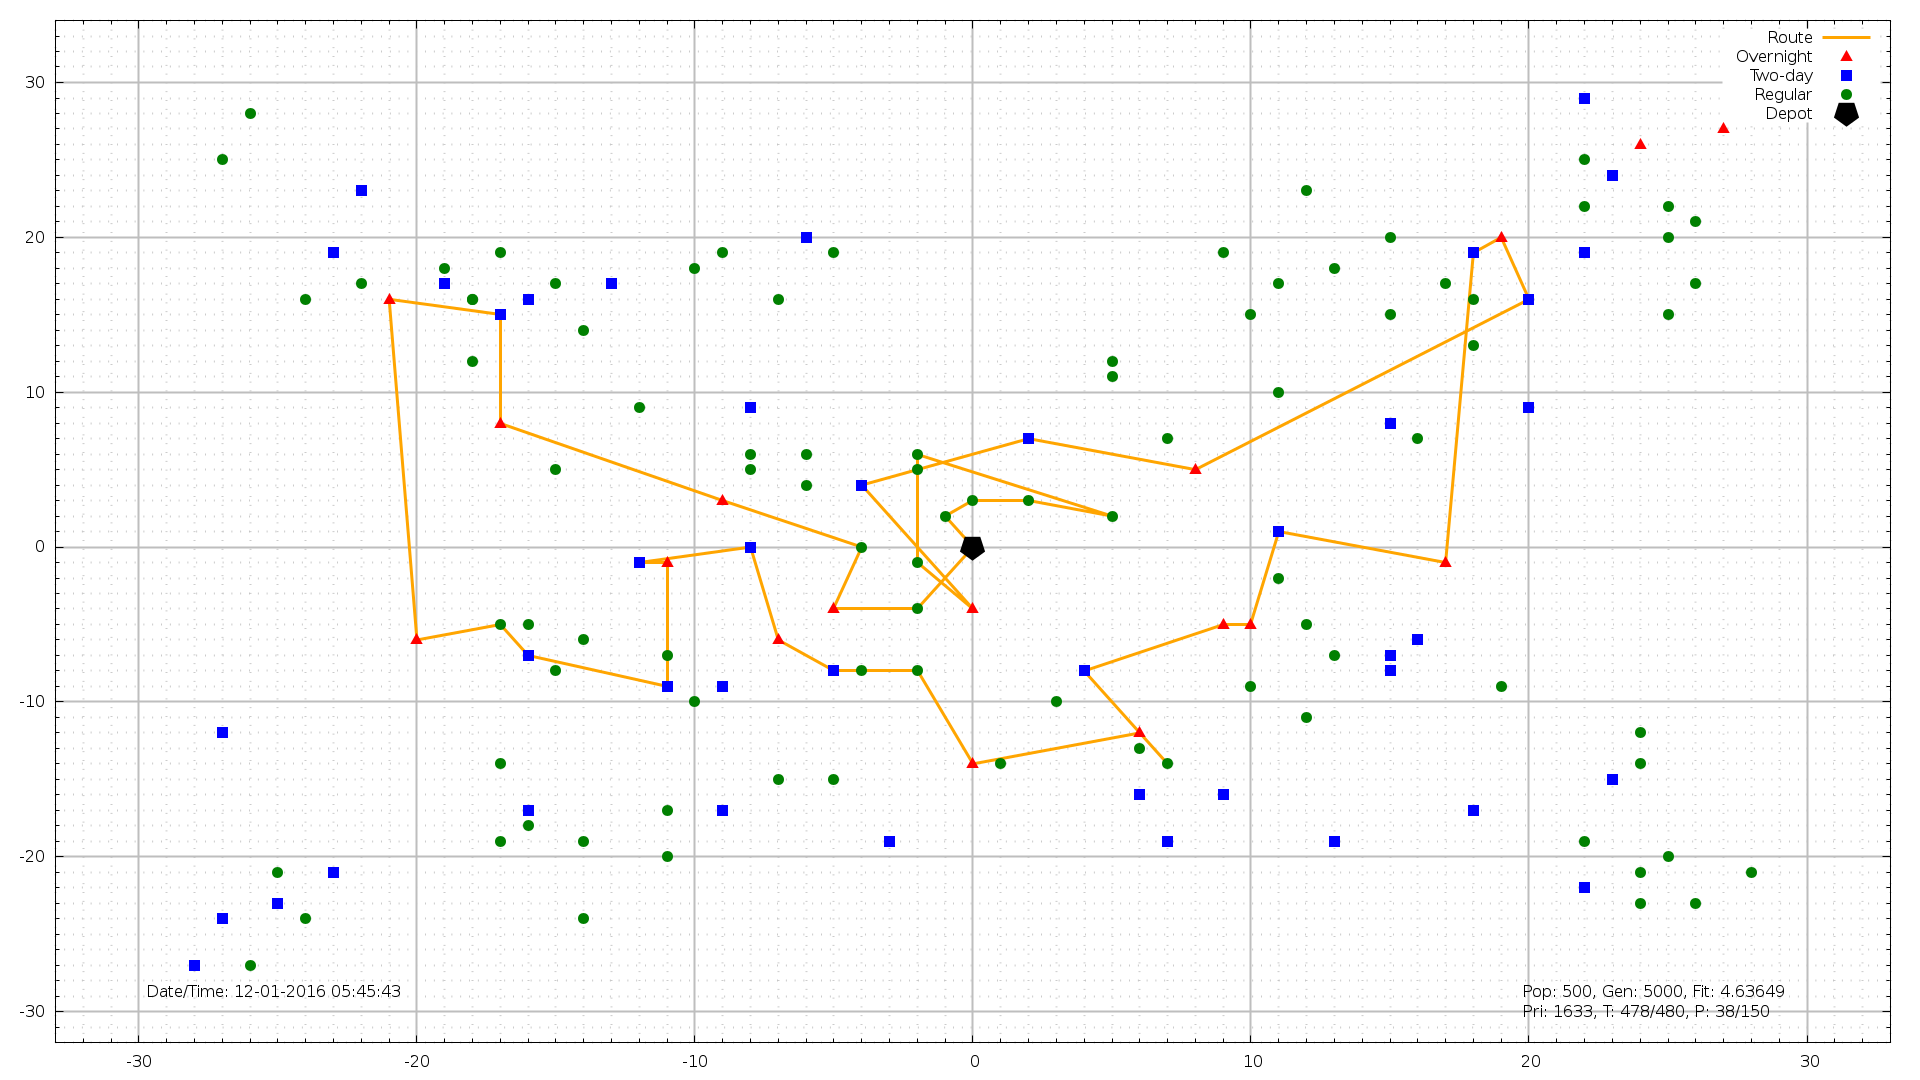 Route
Overnight
Two-day
Regular
Depot
30
20
10
0
-10
-20
-30
Date/Time: 12-01-2016 05:45:43
Pop: 500, Gen: 5000, Fit: 4.63649
Pri: 1633, T: 478/480, P: 38/150
-30 -20 -10 0 10 20 30